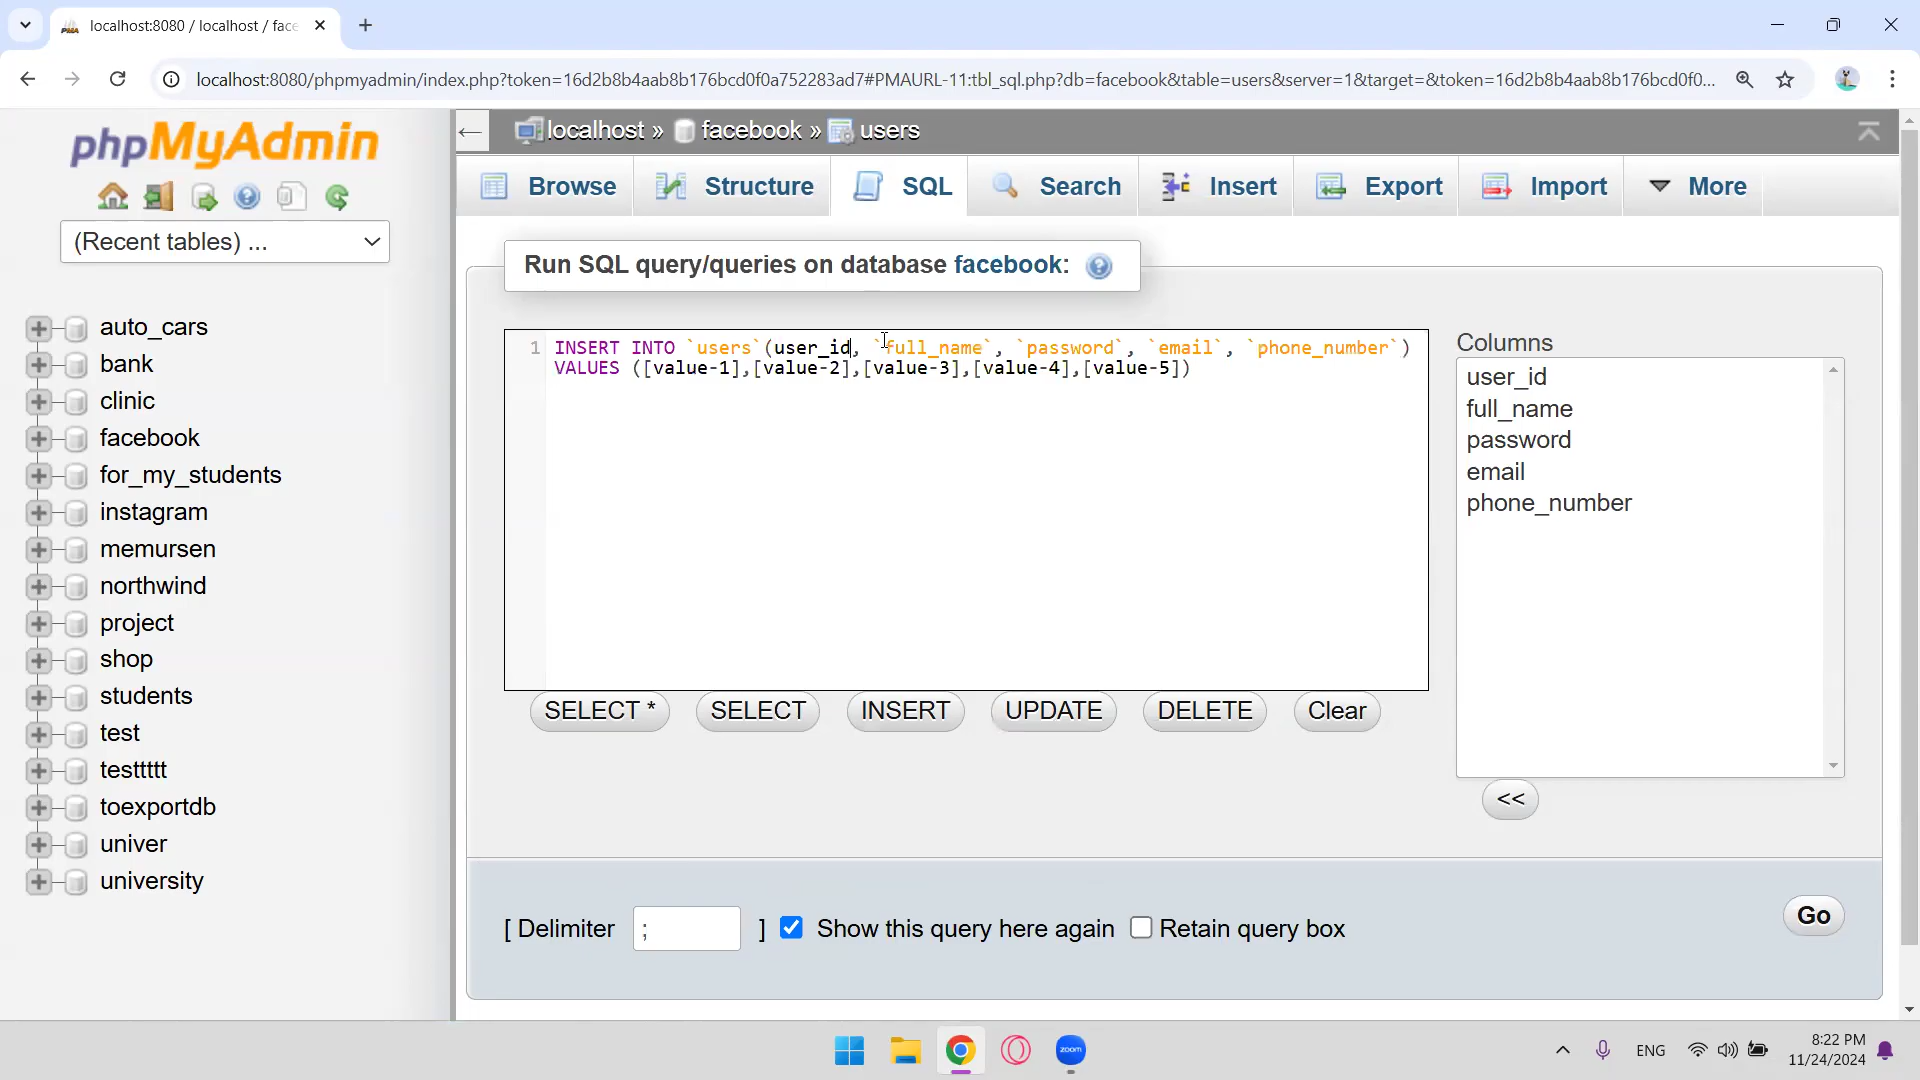 localhost:8080 / localhost / face
localhost:8080/phpmyadmin/index.php?token=16d2b8b4aab8b176bcd0f0a752283ad7#PMAURL-11:tbl_sql.php?db=facebook&table=users&server=1&target=&token=16d2b8b4aab8b176bcd0f0...
phpMyAdmin
(Recent tables) ...
auto_cars
bank
clinic
facebook
for_my_students
instagram
memursen
northwind
project
shop
students
test
testtttt
toexportdb
univer
university
localhost » facebook » users
Browse Structure SQL Search Insert Export Import More
Run SQL query/queries on database facebook:
1 INSERT INTO `users`(user_id, `full_name`, `password`, `email`, `phone_number`)
VALUES ([value-1],[value-2],[value-3],[value-4],[value-5])
Columns
user_id
full_name
password
email
phone_number
SELECT * SELECT INSERT UPDATE DELETE Clear
<<
[ Delimiter ; ] Show this query here again Retain query box
Go
zoom
ENG
8:22 PM
11/24/2024